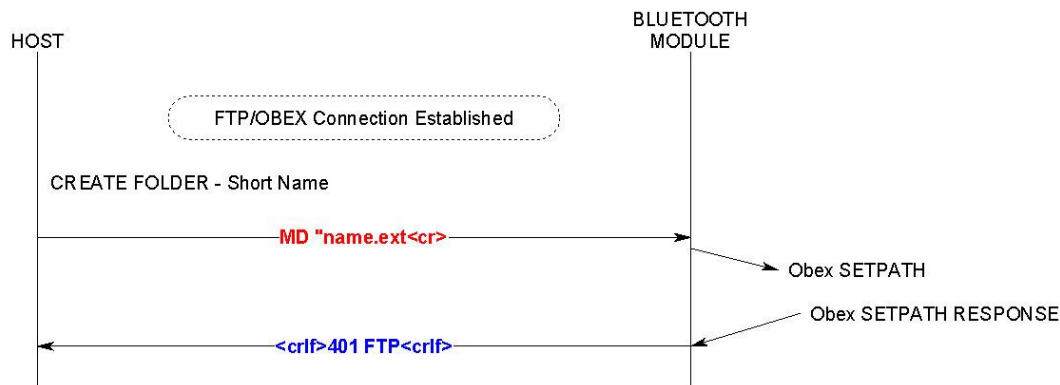 BLUETOOTH
MODULE
HOST
FTP/OBEX Connection Established
CREATE FOLDER - Short Name
MD "name.ext<cr>
Obex SETPATH
Obex SETPATH RESPONSE
<crlf>401 FTP<crlf>